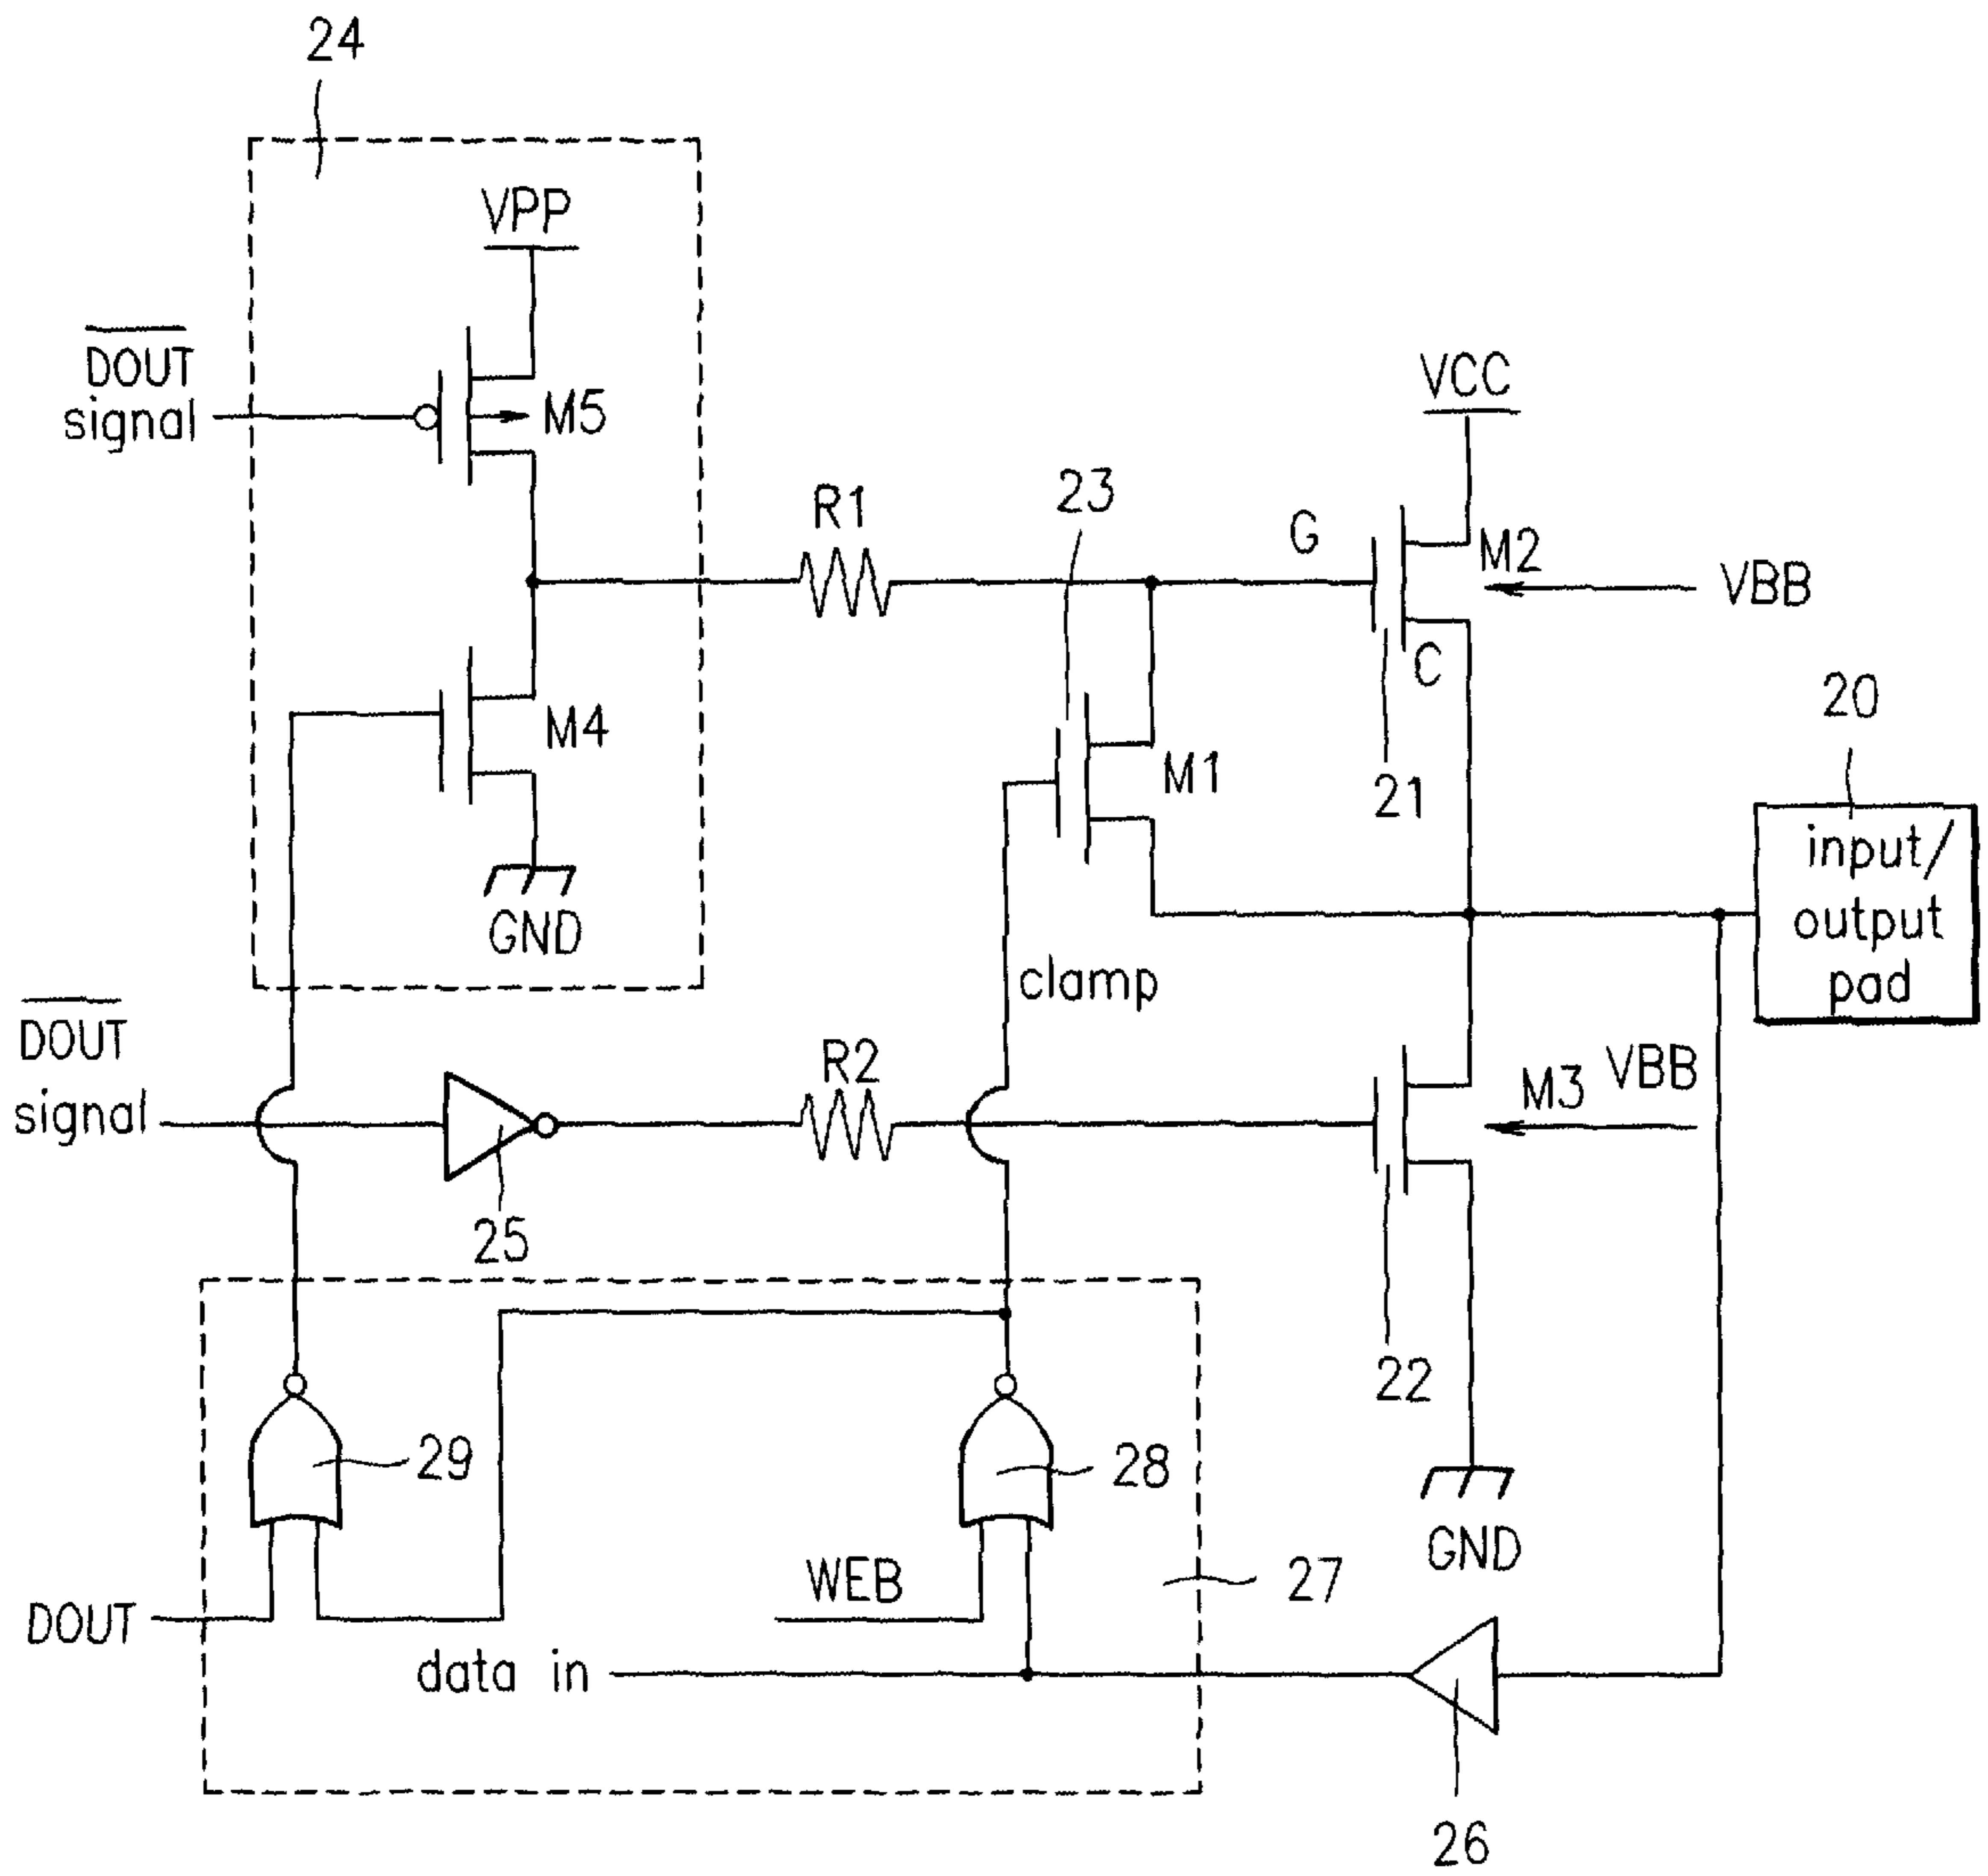 24
VPP
DOUT
signal
M5
VCC
R1
23
G
M2
VBB
C
M4
M1
21
20
input/
output
pad
GND
clamp
DOUT
signal
R2
M3
VBB
25
22
29
28
GND
WEB
27
DOUT
data in
26